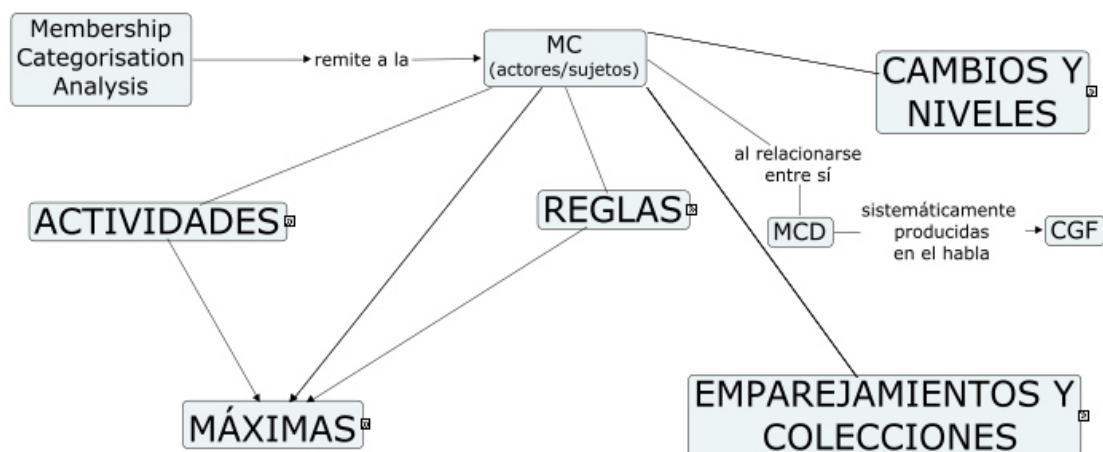 Membership
Categorisation
Analysis
remite a la
MC
(actores/sujetos)
CAMBIOS Y
NIVELES
al relacionarse
entre sí
ACTIVIDADES
REGLAS
MCD
sistemáticamente
producidas
en el habla
CGF
MÁXIMAS
EMPAREJAMIENTOS Y
COLECCIONES